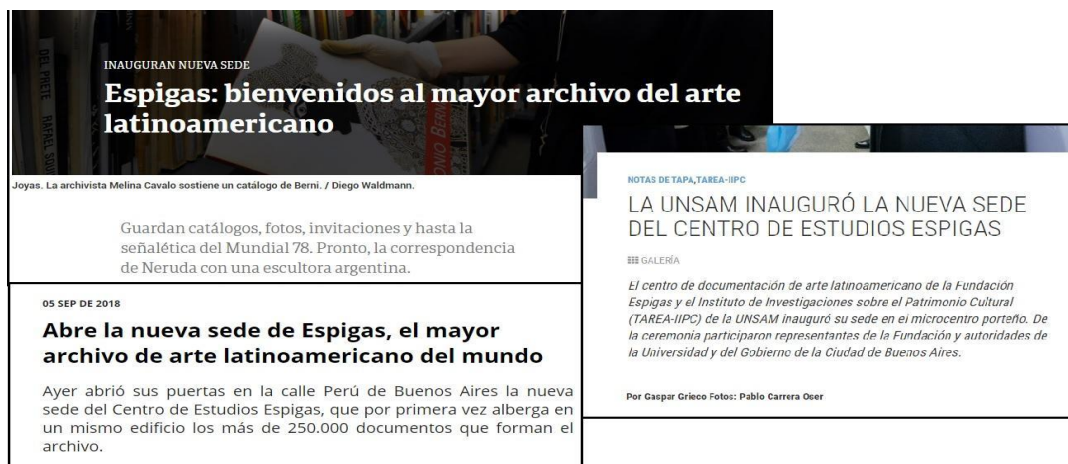 INAUGURAN NUEVA SEDE
Espigas: bienvenidos al mayor archivo del arte
latinoamericano
DEL PRETE
RAFAEL
Joyas. La archivista Melina Cavalo sostiene un catálogo de Berni. / Diego Waldmann.
Guardan catálogos, fotos, invitaciones y hasta la
señalética del Mundial 78. Pronto, la correspondencia
de Neruda con una escultora argentina.
05 SEP DE 2018
Abre la nueva sede de Espigas, el mayor
archivo de arte latinoamericano del mundo
Ayer abrió sus puertas en la calle Perú de Buenos Aires la nueva
sede del Centro de Estudios Espigas, que por primera vez alberga en
un mismo edificio los más de 250.000 documentos que forman el
archivo.
NOTAS DE TAPA,TAREA-IIPC
LA UNSAM INAUGURÓ LA NUEVA SEDE
DEL CENTRO DE ESTUDIOS ESPIGAS
GALERÍA
El centro de documentación de arte latinoamericano de la Fundación
Espigas y el Instituto de Investigaciones sobre el Patrimonio Cultural
(TAREA-IIPC) de la UNSAM inauguró su sede en el microcentro porteño. De
la ceremonia participaron representantes de la Fundación y autoridades de
la Universidad y del Gobierno de la Ciudad de Buenos Aires.
Por Gaspar Grieco Fotos: Pablo Carrera Oser